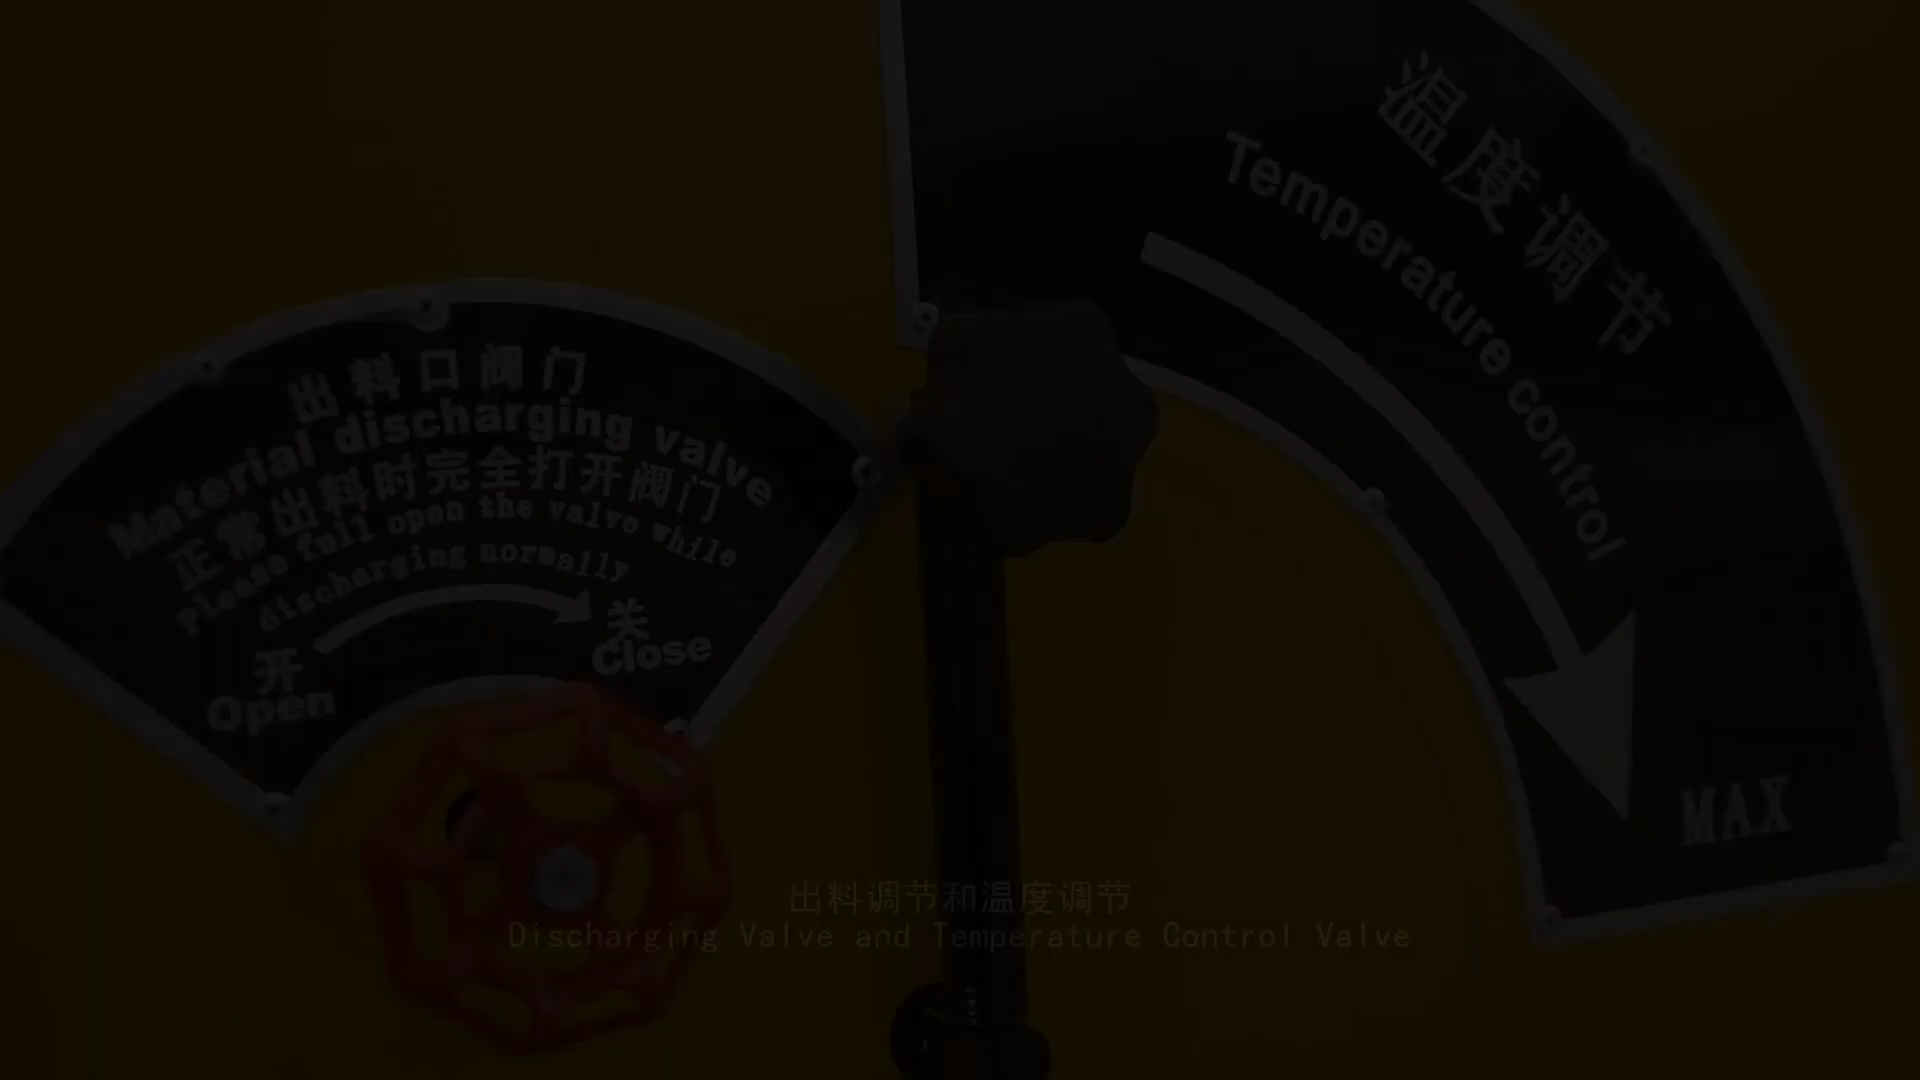 出料口阀门
Material discharging valve
正常出料时完全打开阀门
Please full open the valve while
discharging normally
开
Open
关
Close
温度调节
Temperature control
MAX
出料调节和温度调节
Discharging Valve and Temperature Control Valve